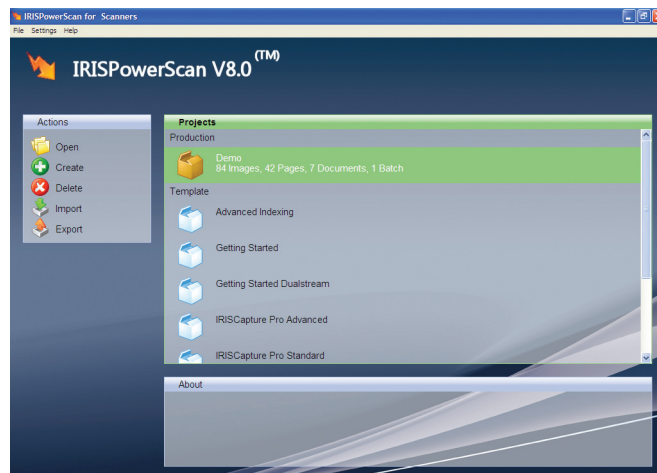 IRISPowerScan for Scanners
File Settings Help
IRISPowerScan V8.0 (TM)
Actions
Open
Create
Delete
Import
Export
Projects
Production
Demo
84 Images, 42 Pages, 7 Documents, 1 Batch
Template
Advanced Indexing
Getting Started
Getting Started Dualstream
IRISCapture Pro Advanced
IRISCapture Pro Standard
About